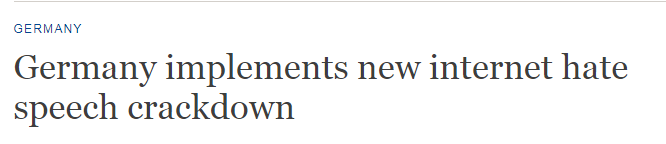 GERMANY
Germany implements new internet hate
speech crackdown